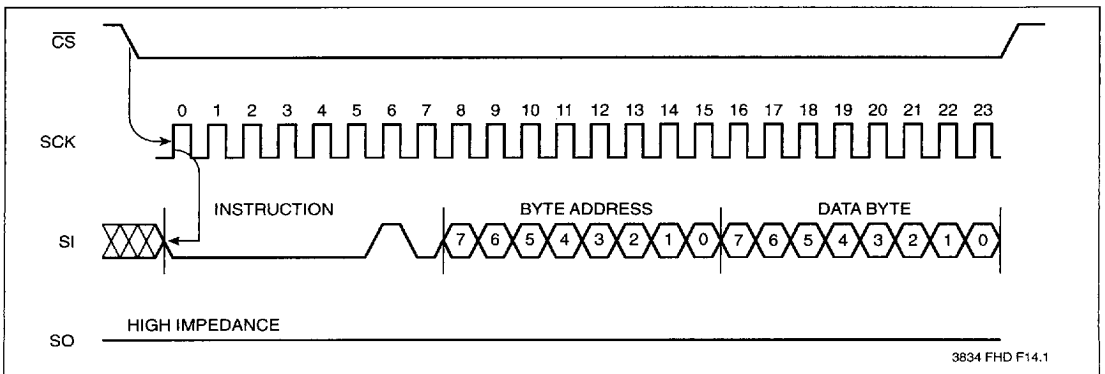 CS
0 1 2 3 4 5 6 7 8 9 10 11 12 13 14 15 16 17 18 19 20 21 22 23
SCK
INSTRUCTION BYTE ADDRESS DATA BYTE
SI 7 6 5 4 3 2 1 0 7 6 5 4 3 2 1 0
HIGH IMPEDANCE
SO
3834 FHD F14.1